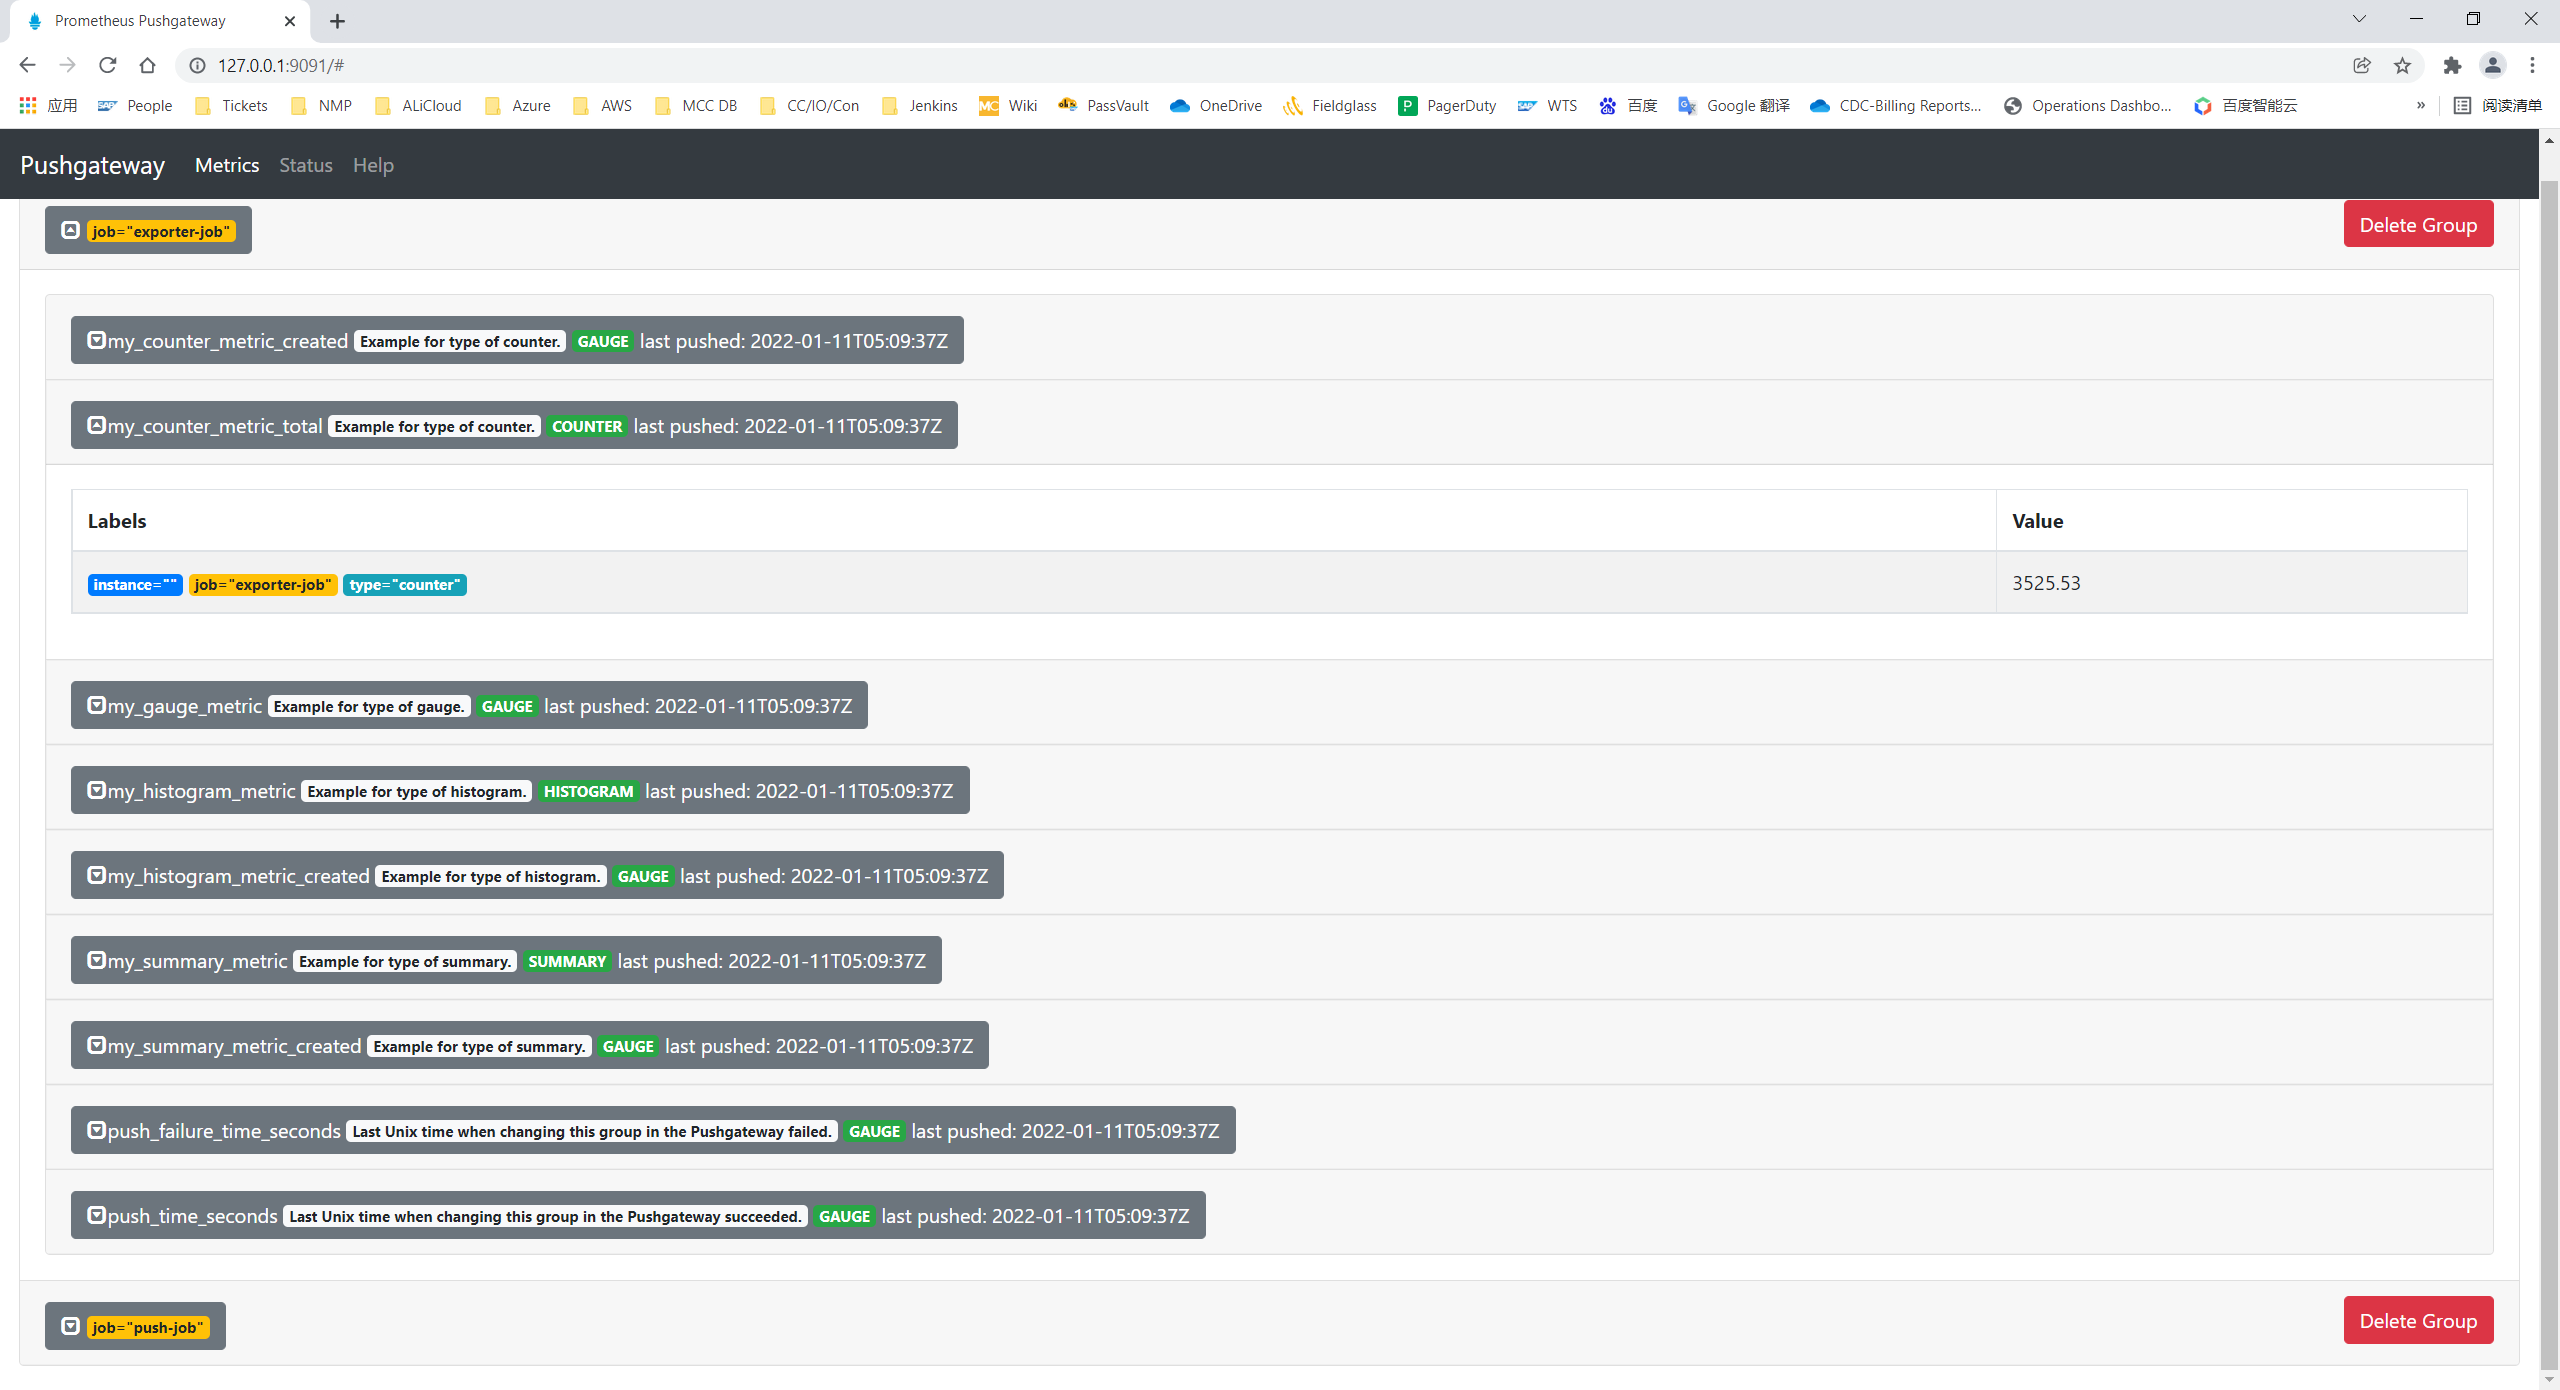 Prometheus Pushgateway
127.0.0.1:9091/#
应用 People Tickets NMP ALiCloud Azure AWS MCC DB CC/IO/Con Jenkins MC Wiki PassVault OneDrive Fieldglass P PagerDuty SAP WTS 百度 Google 翻译 CDC-Billing Reports... Operations Dashbo... 百度智能云 » 阅读清单
Pushgateway Metrics Status Help
job="exporter-job" Delete Group
my_counter_metric_created Example for type of counter. GAUGE last pushed: 2022-01-11T05:09:37Z
my_counter_metric_total Example for type of counter. COUNTER last pushed: 2022-01-11T05:09:37Z
Labels Value
instance="" job="exporter-job" type="counter" 3525.53
my_gauge_metric Example for type of gauge. GAUGE last pushed: 2022-01-11T05:09:37Z
my_histogram_metric Example for type of histogram. HISTOGRAM last pushed: 2022-01-11T05:09:37Z
my_histogram_metric_created Example for type of histogram. GAUGE last pushed: 2022-01-11T05:09:37Z
my_summary_metric Example for type of summary. SUMMARY last pushed: 2022-01-11T05:09:37Z
my_summary_metric_created Example for type of summary. GAUGE last pushed: 2022-01-11T05:09:37Z
push_failure_time_seconds Last Unix time when changing this group in the Pushgateway failed. GAUGE last pushed: 2022-01-11T05:09:37Z
push_time_seconds Last Unix time when changing this group in the Pushgateway succeeded. GAUGE last pushed: 2022-01-11T05:09:37Z
job="push-job" Delete Group